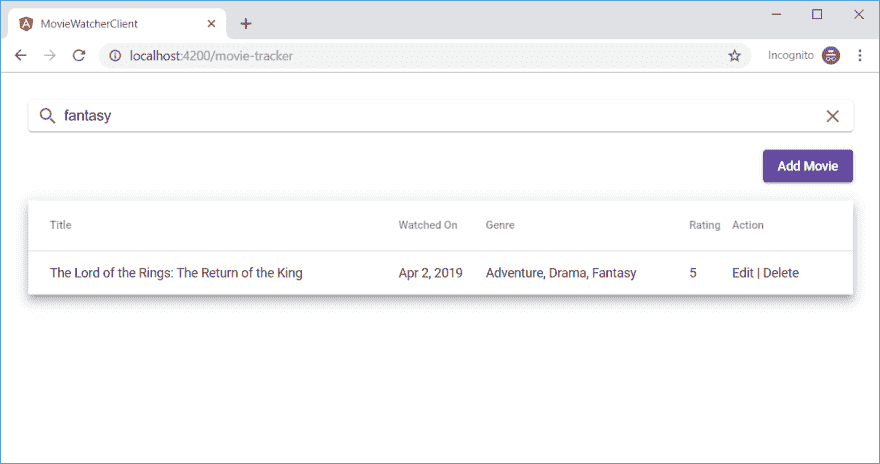 MovieWatcherClient
localhost:4200/movie-tracker
Incognito
fantasy
Add Movie
Title Watched On Genre Rating Action
The Lord of the Rings: The Return of the King Apr 2, 2019 Adventure, Drama, Fantasy 5 Edit | Delete